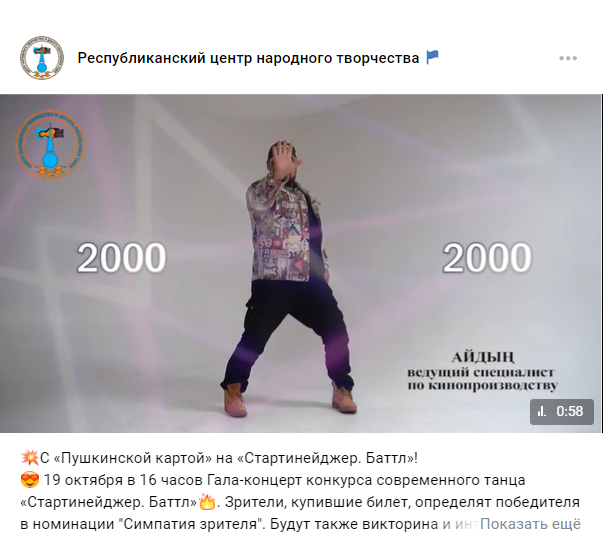 Республиканский центр народного творчества
2000
2000
АЙДЫҢ
ведущий специалист
по кинопроизводству
0:58
💥С «Пушкинской картой» на «Стартинейджер. Баттл»!
😍 19 октября в 16 часов Гала-концерт конкурса современного танца
«Стартинейджер. Баттл»🔥. Зрители, купившие билет, определят победителя
в номинации "Симпатия зрителя". Будут также викторина и Показать ещё